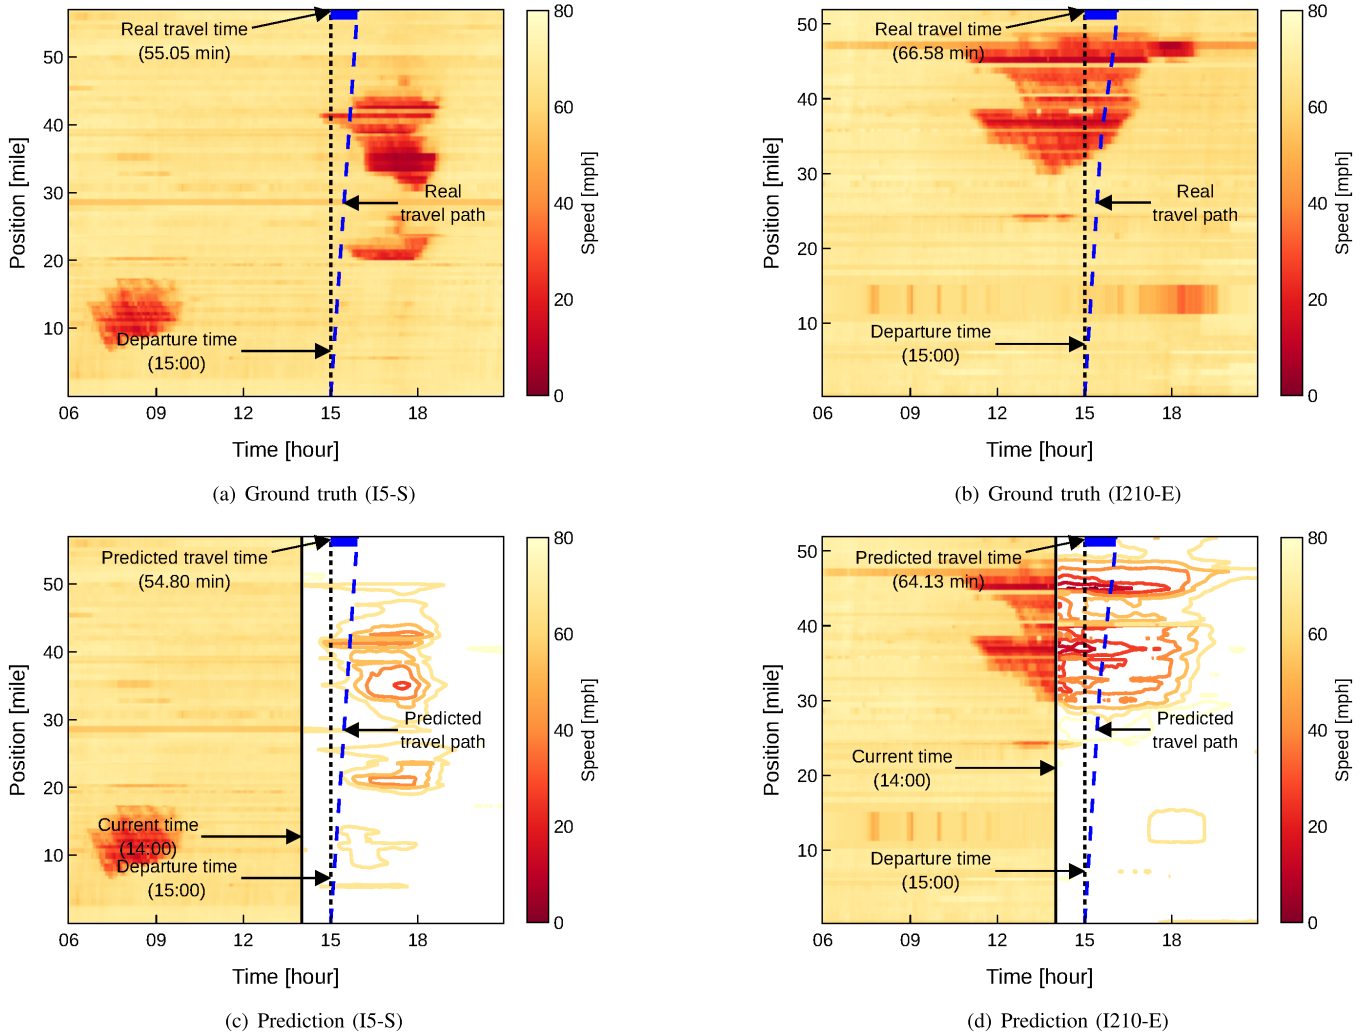 Real travel time
(55.05 min)
Real
travel path
Departure time
(15:00)
50
40
30
20
10
Position [mile]
06
09
12
15
18
Time [hour]
80
60
40
20
0
Speed [mph]
(a) Ground truth (I5-S)
Real travel time
(66.58 min)
Real
travel path
Departure time
(15:00)
50
40
30
20
10
Position [mile]
06
09
12
15
18
Time [hour]
80
60
40
20
0
Speed [mph]
(b) Ground truth (I210-E)
Predicted travel time
(54.80 min)
Predicted
travel path
Current time
(14:00)
Departure time
(15:00)
50
40
30
20
10
Position [mile]
06
09
12
15
18
Time [hour]
80
60
40
20
0
Speed [mph]
(c) Prediction (I5-S)
Predicted travel time
(64.13 min)
Predicted
travel path
Current time
(14:00)
Departure time
(15:00)
50
40
30
20
10
Position [mile]
06
09
12
15
18
Time [hour]
80
60
40
20
0
Speed [mph]
(d) Prediction (I210-E)